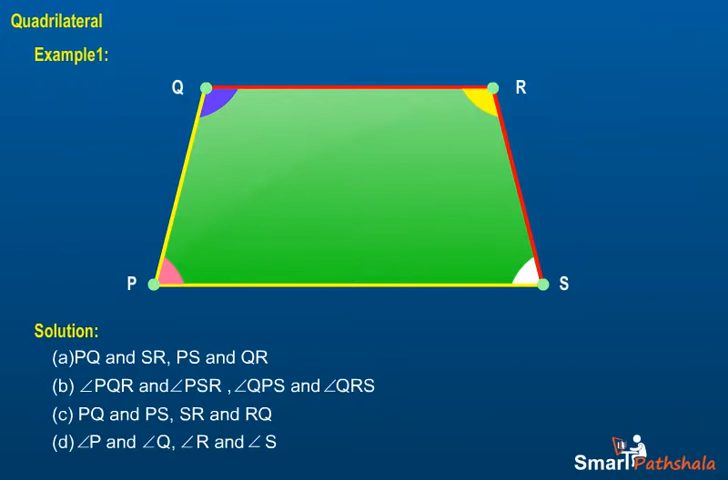 Quadrilateral
Example1:
Q
R
P
S
Solution:
(a)PQ and SR, PS and QR
(b) ∠PQR and∠PSR ,∠QPS and∠QRS
(c) PQ and PS, SR and RQ
(d)∠P and ∠Q, ∠R and∠ S
SmarTPathshala